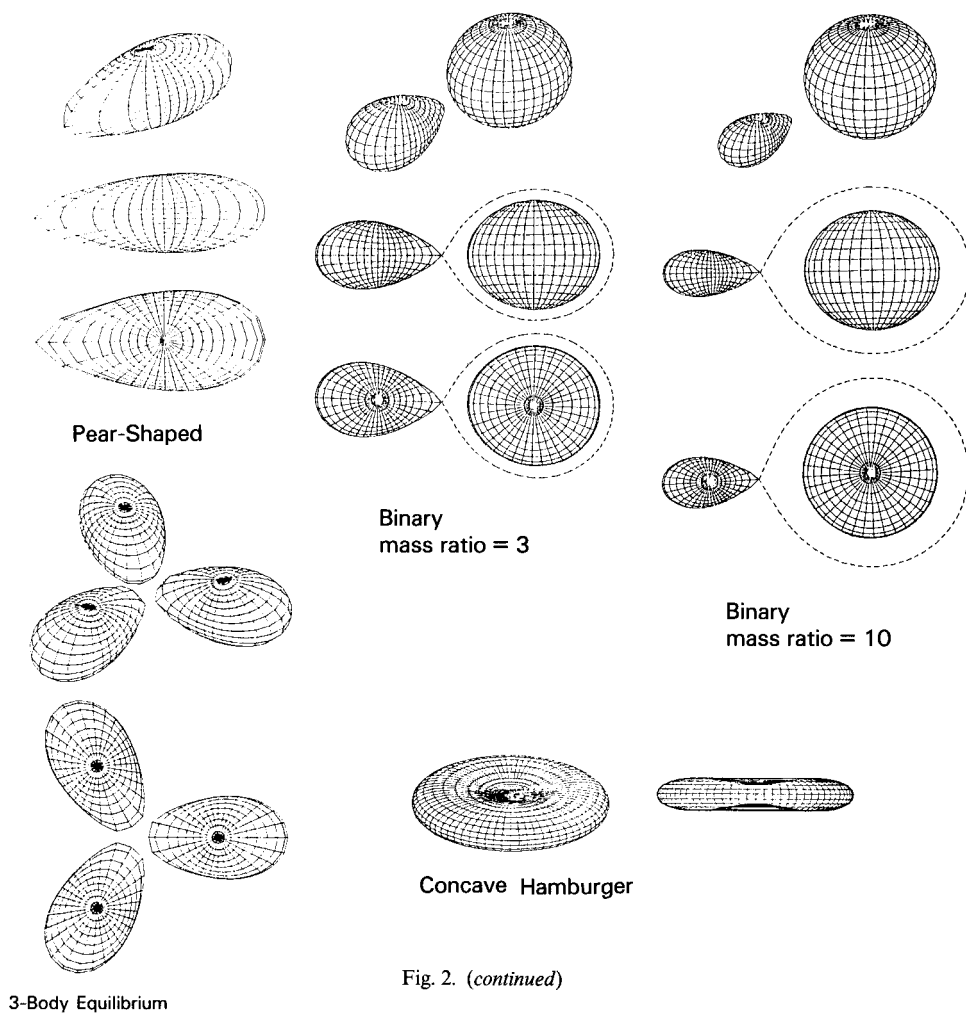 Pear-Shaped
Binary
mass ratio = 3
Binary
mass ratio = 10
Concave Hamburger
Fig. 2. (continued)
3-Body Equilibrium